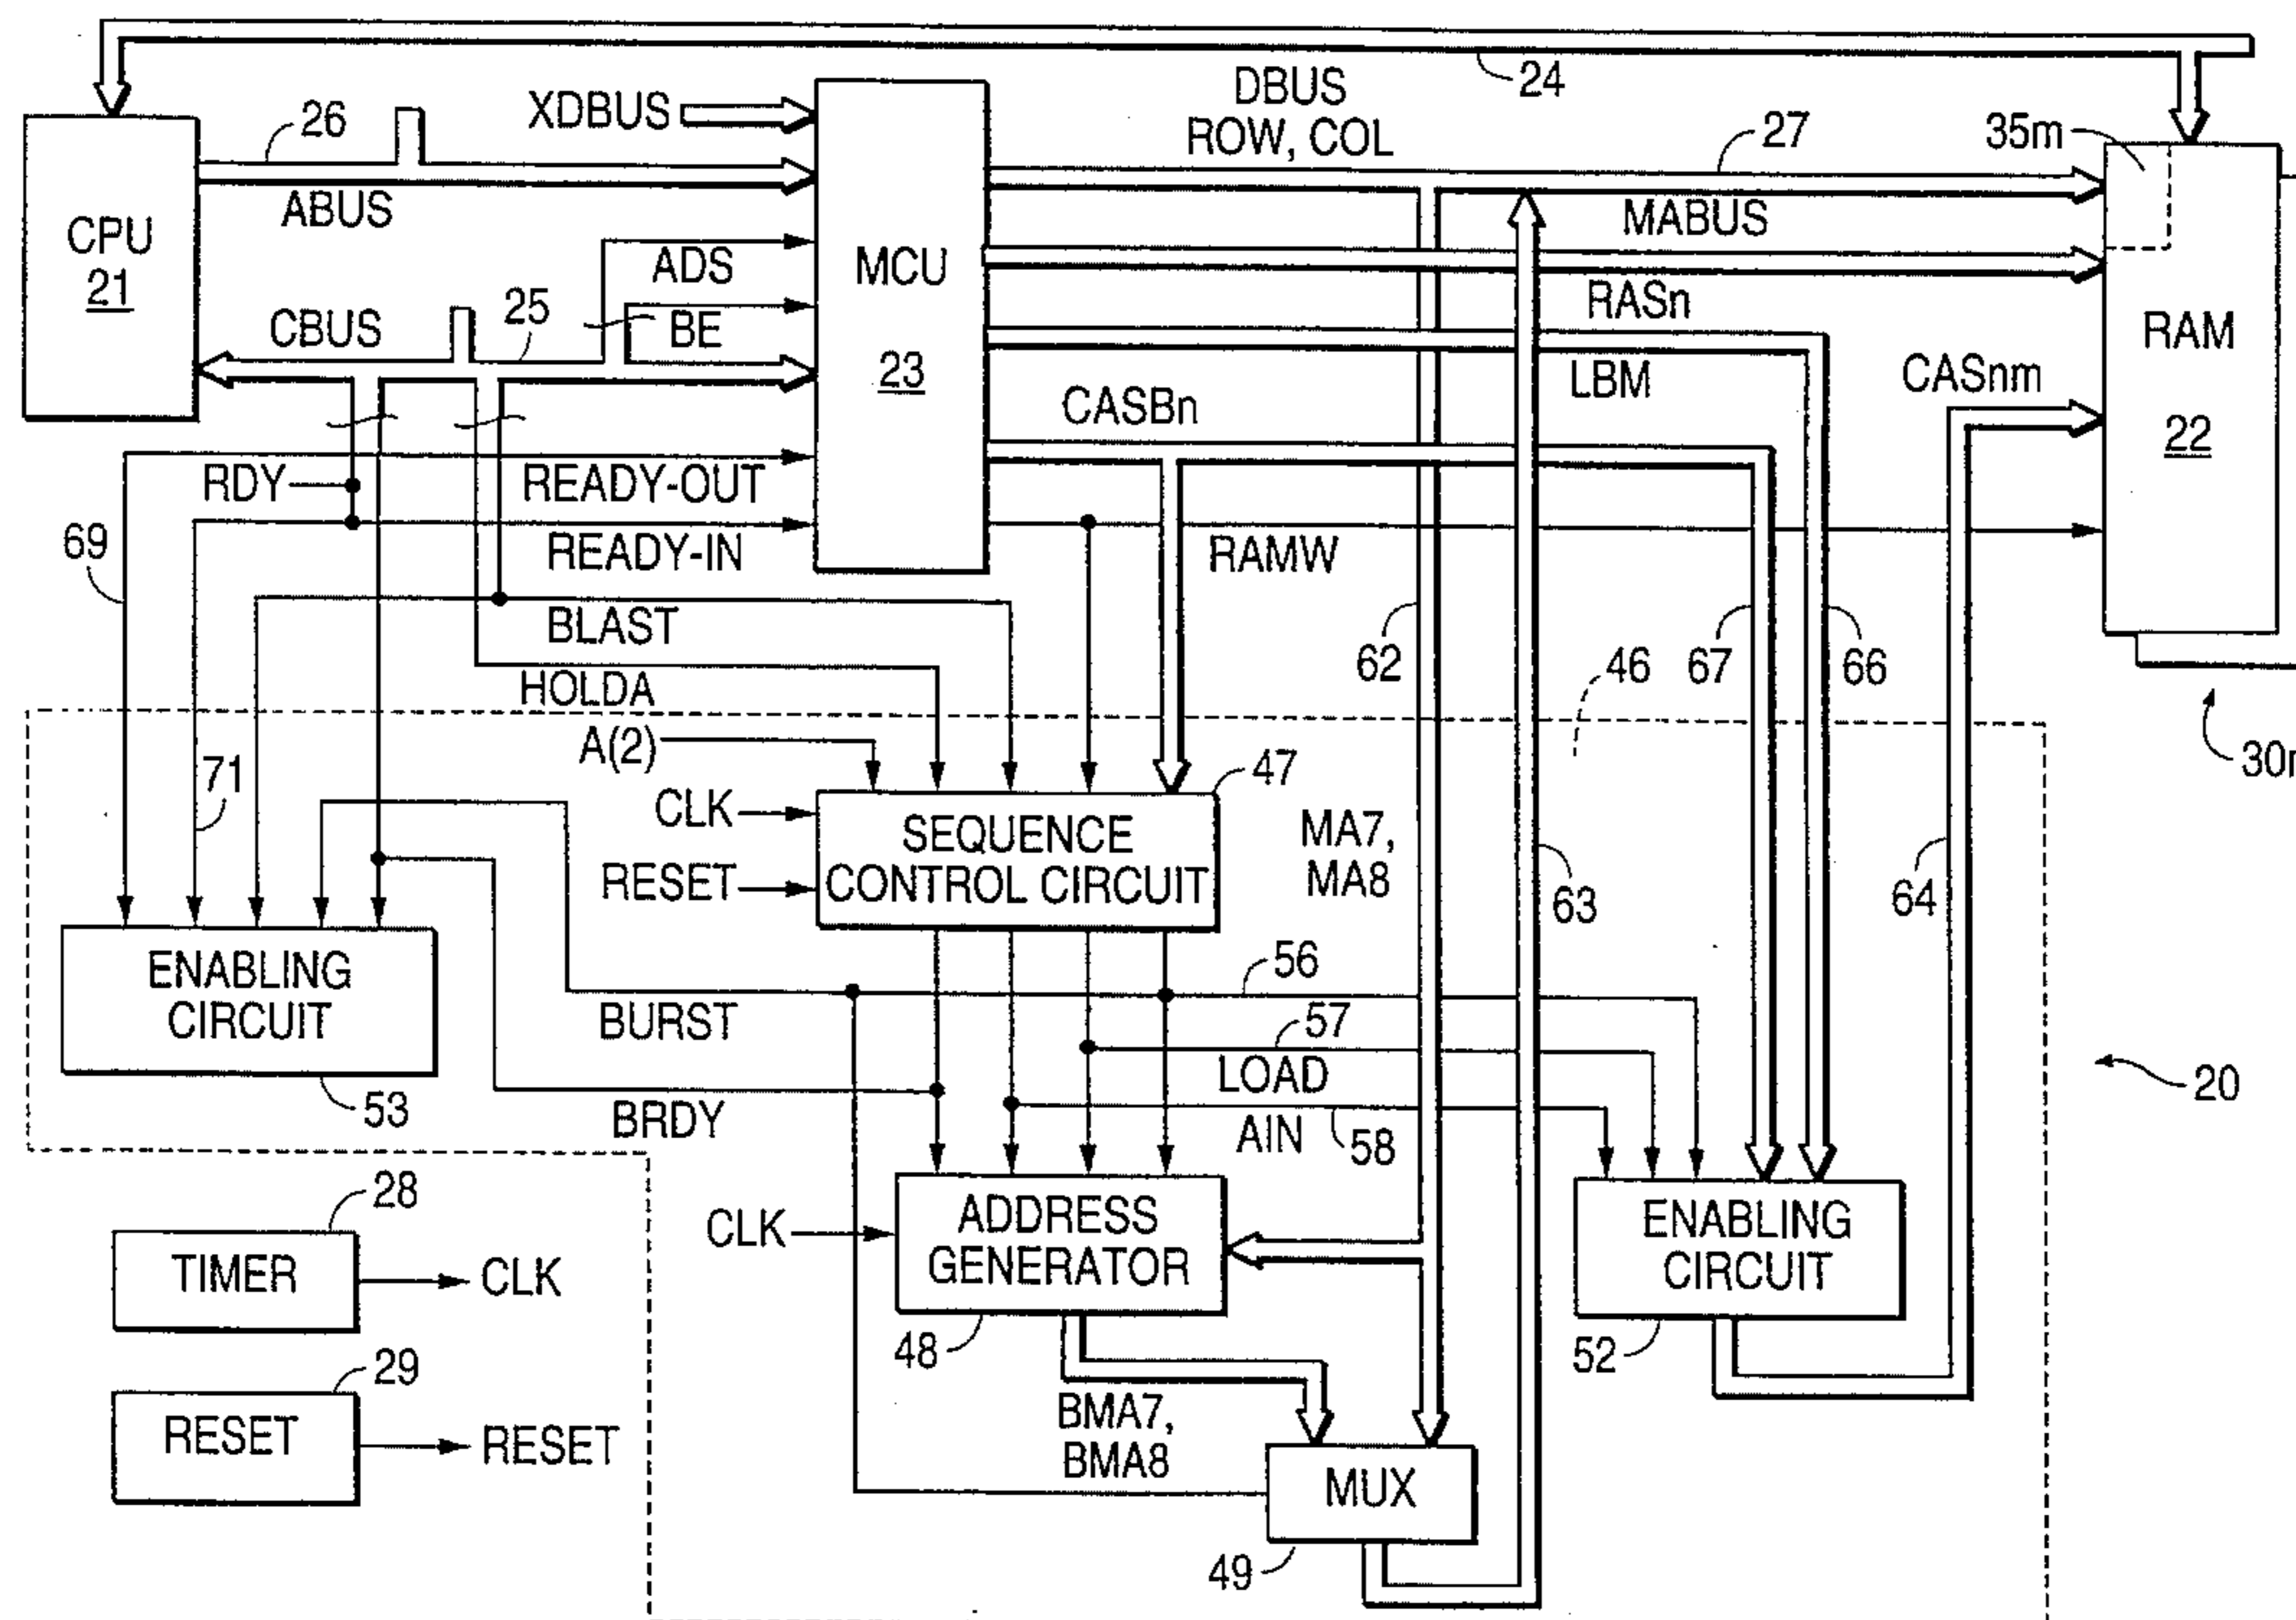 24
DBUS
XDBUS
ROW, COL
26
27
35m
ABUS
MABUS
CPU
21
ADS
MCU
23
RASn
RAM
22
CBUS
25
BE
LBM
CASnm
CASBn
RDY
READY-OUT
69
READY-IN
RAMW
BLAST
62
67
66
HOLDA
46
A(2)
30n
71
47
CLK
SEQUENCE
CONTROL CIRCUIT
RESET
MA7,
MA8
63
64
ENABLING
CIRCUIT
53
56
BURST
57
LOAD
20
BRDY
AIN
58
28
TIMER
CLK
CLK
ADDRESS
GENERATOR
48
ENABLING
CIRCUIT
52
29
RESET
RESET
BMA7,
BMA8
MUX
49